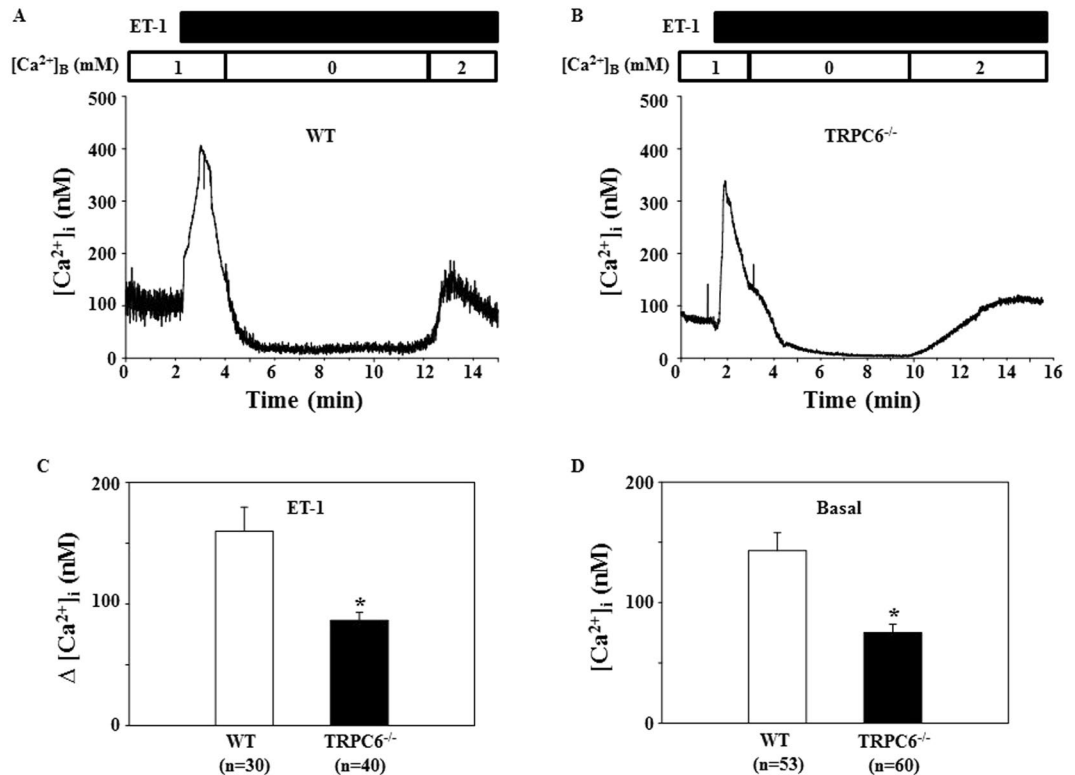 A
ET-1
[Ca²⁺]B (mM)
1
0
2
500
400
300
200
100
0
[Ca²⁺]i (nM)
WT
0
2
4
6
8
10
12
14
Time (min)
B
ET-1
[Ca²⁺]B (mM)
1
0
2
500
400
300
200
100
0
[Ca²⁺]i (nM)
TRPC6⁻/⁻
0
2
4
6
8
10
12
14
16
Time (min)
C
200
100
0
Δ [Ca²⁺]i (nM)
ET-1
*
WT
(n=30)
TRPC6⁻/⁻
(n=40)
D
200
100
0
[Ca²⁺]i (nM)
Basal
*
WT
(n=53)
TRPC6⁻/⁻
(n=60)